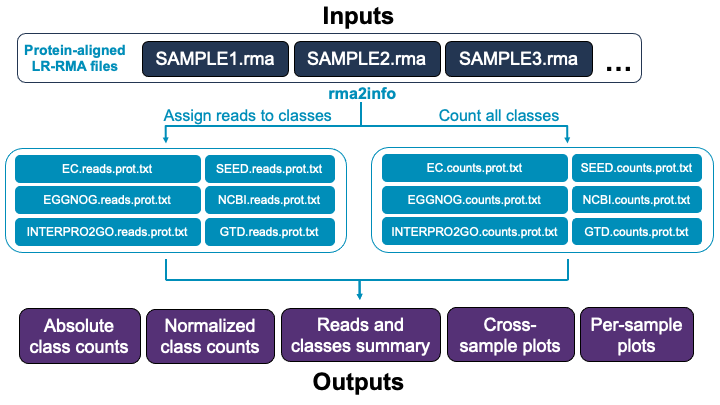 Inputs
Protein-aligned
LR-RMA files
SAMPLE1.rma
SAMPLE2.rma
SAMPLE3.rma
...
rma2info
Assign reads to classes
Count all classes
EC.reads.prot.txt
SEED.reads.prot.txt
EGGNOG.reads.prot.txt
NCBI.reads.prot.txt
INTERPRO2GO.reads.prot.txt
GTD.reads.prot.txt
EC.counts.prot.txt
SEED.counts.prot.txt
EGGNOG.counts.prot.txt
NCBI.counts.prot.txt
INTERPRO2GO.counts.prot.txt
GTD.counts.prot.txt
Absolute
class counts
Normalized
class counts
Reads and
classes summary
Cross-
sample plots
Per-sample
plots
Outputs